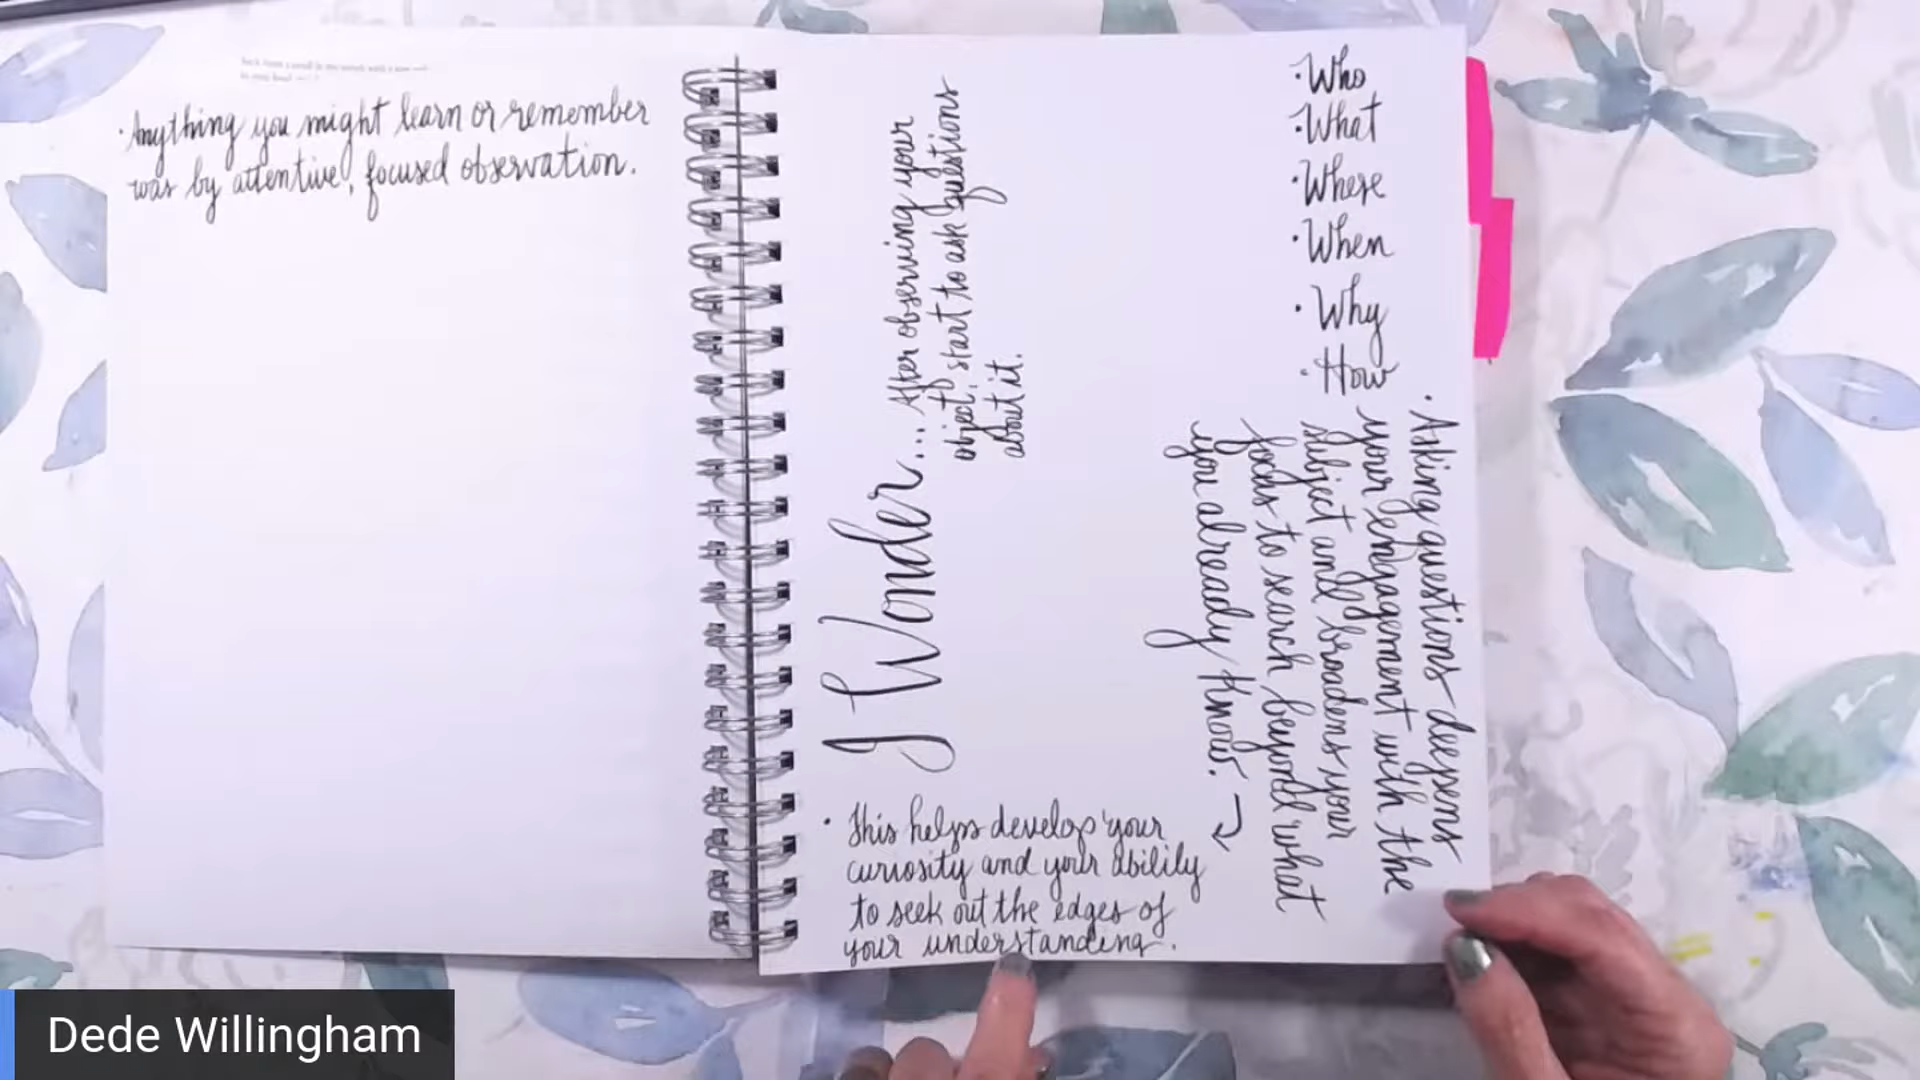 · Anything you might learn or remember
was by attentive, focused observation.
I Wonder... After observing your
object, start to ask questions
about it.
· Who
· What
· Where
· When
· Why
· How
· Asking questions deepens
your engagement with the
subject and broadens your
focus to search beyond what
you already know.
· This helps develop your
curiosity and your ability
to seek out the edges of
your understanding.
Dede Willingham